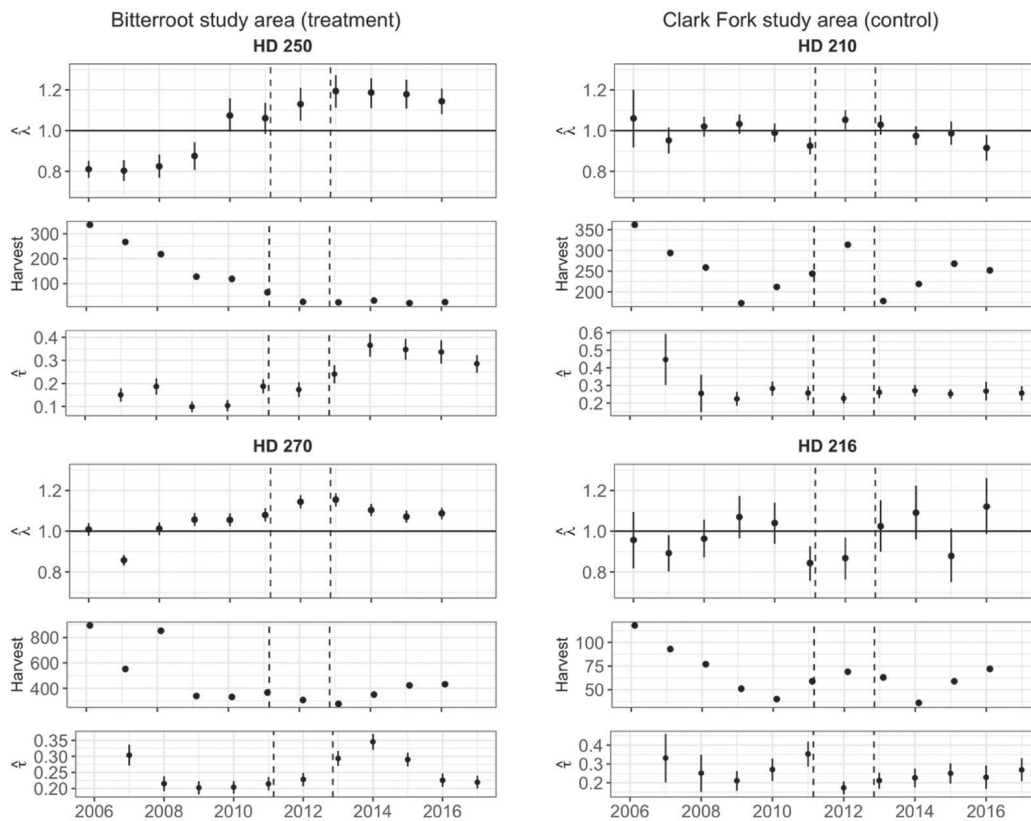 Bitterroot study area (treatment)
HD 250
λ̂
1.2
1.0
0.8
Harvest
300
200
100
τ̂
0.4
0.3
0.2
0.1
HD 270
λ̂
1.2
1.0
0.8
Harvest
800
600
400
τ̂
0.35
0.30
0.25
0.20
2006 2008 2010 2012 2014 2016
Clark Fork study area (control)
HD 210
λ̂
1.2
1.0
0.8
Harvest
350
300
250
200
τ̂
0.6
0.5
0.4
0.3
0.2
HD 216
λ̂
1.2
1.0
0.8
Harvest
100
75
50
τ̂
0.4
0.3
0.2
2006 2008 2010 2012 2014 2016